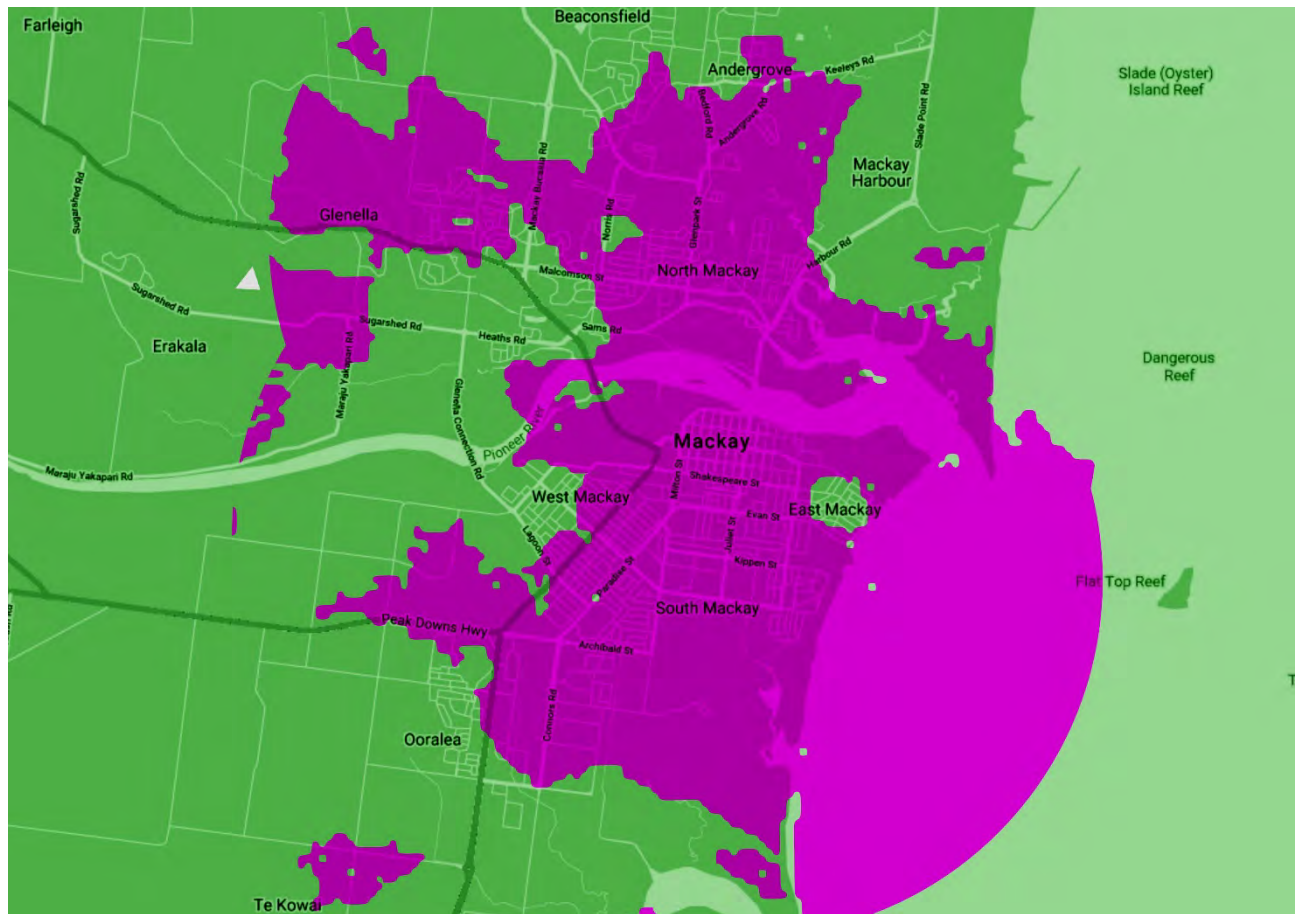 Farleigh
Beaconsfield
Andergrove
Keeleys Rd
Slade (Oyster)
Island Reef
Bedford Rd
Andergrove Rd
Slade Point Rd
Mackay
Harbour
Sugarshed Rd
Mackay Bucasia Rd
Glenella
Norris Rd
Glenpark St
Harbour Rd
Malcomson St
North Mackay
Sugarshed Rd
Sugarshed Rd
Heaths Rd
Sams Rd
Erakala
Maraju Yakapari Rd
Dangerous
Reef
Glenella Connection Rd
Pioneer River
Mackay
Maraju Yakapari Rd
Milton St
Shakespeare St
West Mackay
East Mackay
Evan St
Juliet St
Lagoon St
Kippen St
Paradise St
Flat Top Reef
South Mackay
Peak Downs Hwy
Archibald St
Connors Rd
Ooralea
Te Kowai